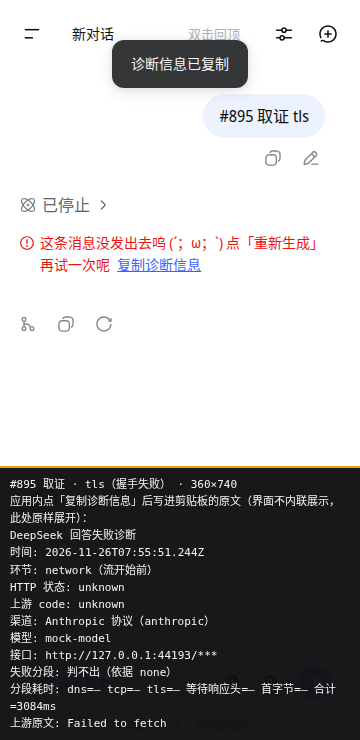 新对话
双击回顶
诊断信息已复制
#895 取证 tls
已停止
这条消息没发出去呜 (´；ω；`) 点「重新生成」
再试一次呢 复制诊断信息
#895 取证 · tls（握手失败） · 360×740
应用内点「复制诊断信息」后写进剪贴板的原文（界面不内联展示，
此处原样展开）：
DeepSeek 回答失败诊断
时间: 2026-11-26T07:55:51.244Z
环节: network（流开始前）
HTTP 状态: unknown
上游 code: unknown
渠道: Anthropic 协议（anthropic）
模型: mock-model
接口: http://127.0.0.1:44193/***
失败分段: 判不出（依据 none）
分段耗时: dns=— tcp=— tls=— 等待响应头=— 首字节=— 合计
=3084ms
上游原文: Failed to fetch